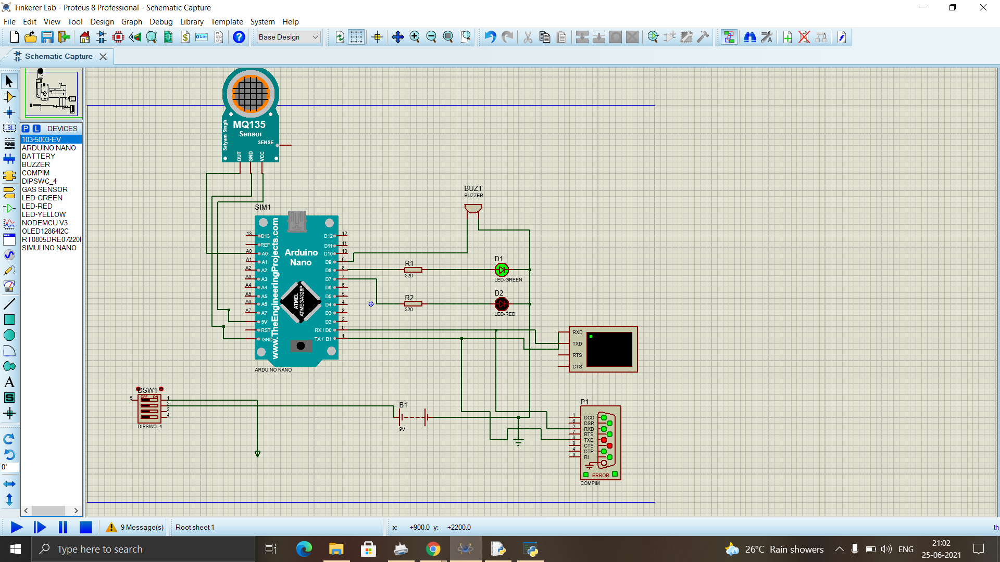 Tinkerer Lab - Proteus 8 Professional - Schematic Capture
File Edit View Tool Design Graph Debug Library Template System Help
Base Design
Schematic Capture
P L DEVICES
103-5003-EV
ARDUINO NANO
BATTERY
BUZZER
COMPIM
DIPSWC_4
GAS SENSOR
LED-GREEN
LED-RED
LED-YELLOW
NODEMCU V3
OLED12864I2C
RT0805DRE07220
SIMULINO NANO
LBL
A
S
0°
Satyam Singh
MQ135
Sensor
SENSE
OUT GND VCC
SIM1
www.TheEngineeringProjects.com
Arduino
Nano
ATMEL
ATMEGA328P
13 D13 D12 12
REF D11 11
A0 A0 D10 10
A1 A1 D9 9
A2 A2 D8 8
A3 A3 D7 7
A4 A4 D6 6
A5 A5 D5 5
A6 A6 D4 4
A7 A7 D3 3
5V D2 2
RST RX / D0 0
GND TX / D1 1
ARDUINO NANO
BUZ1
BUZZER
R1
220
D1
LED-GREEN
R2
220
D2
LED-RED
RXD
TXD
RTS
CTS
DSW1
OFF ON
5 1
2
3
4
DIPSWC_4
B1
9V
P1
1 DCD
6 DSR
2 RXD
7 RTS
3 TXD
8 CTS
4 DTR
9 RI
ERROR
COMPIM
9 Message(s) Root sheet 1 x: +900.0 y: +2200.0 th
Type here to search
26°C Rain showers ENG 21:02
25-06-2021